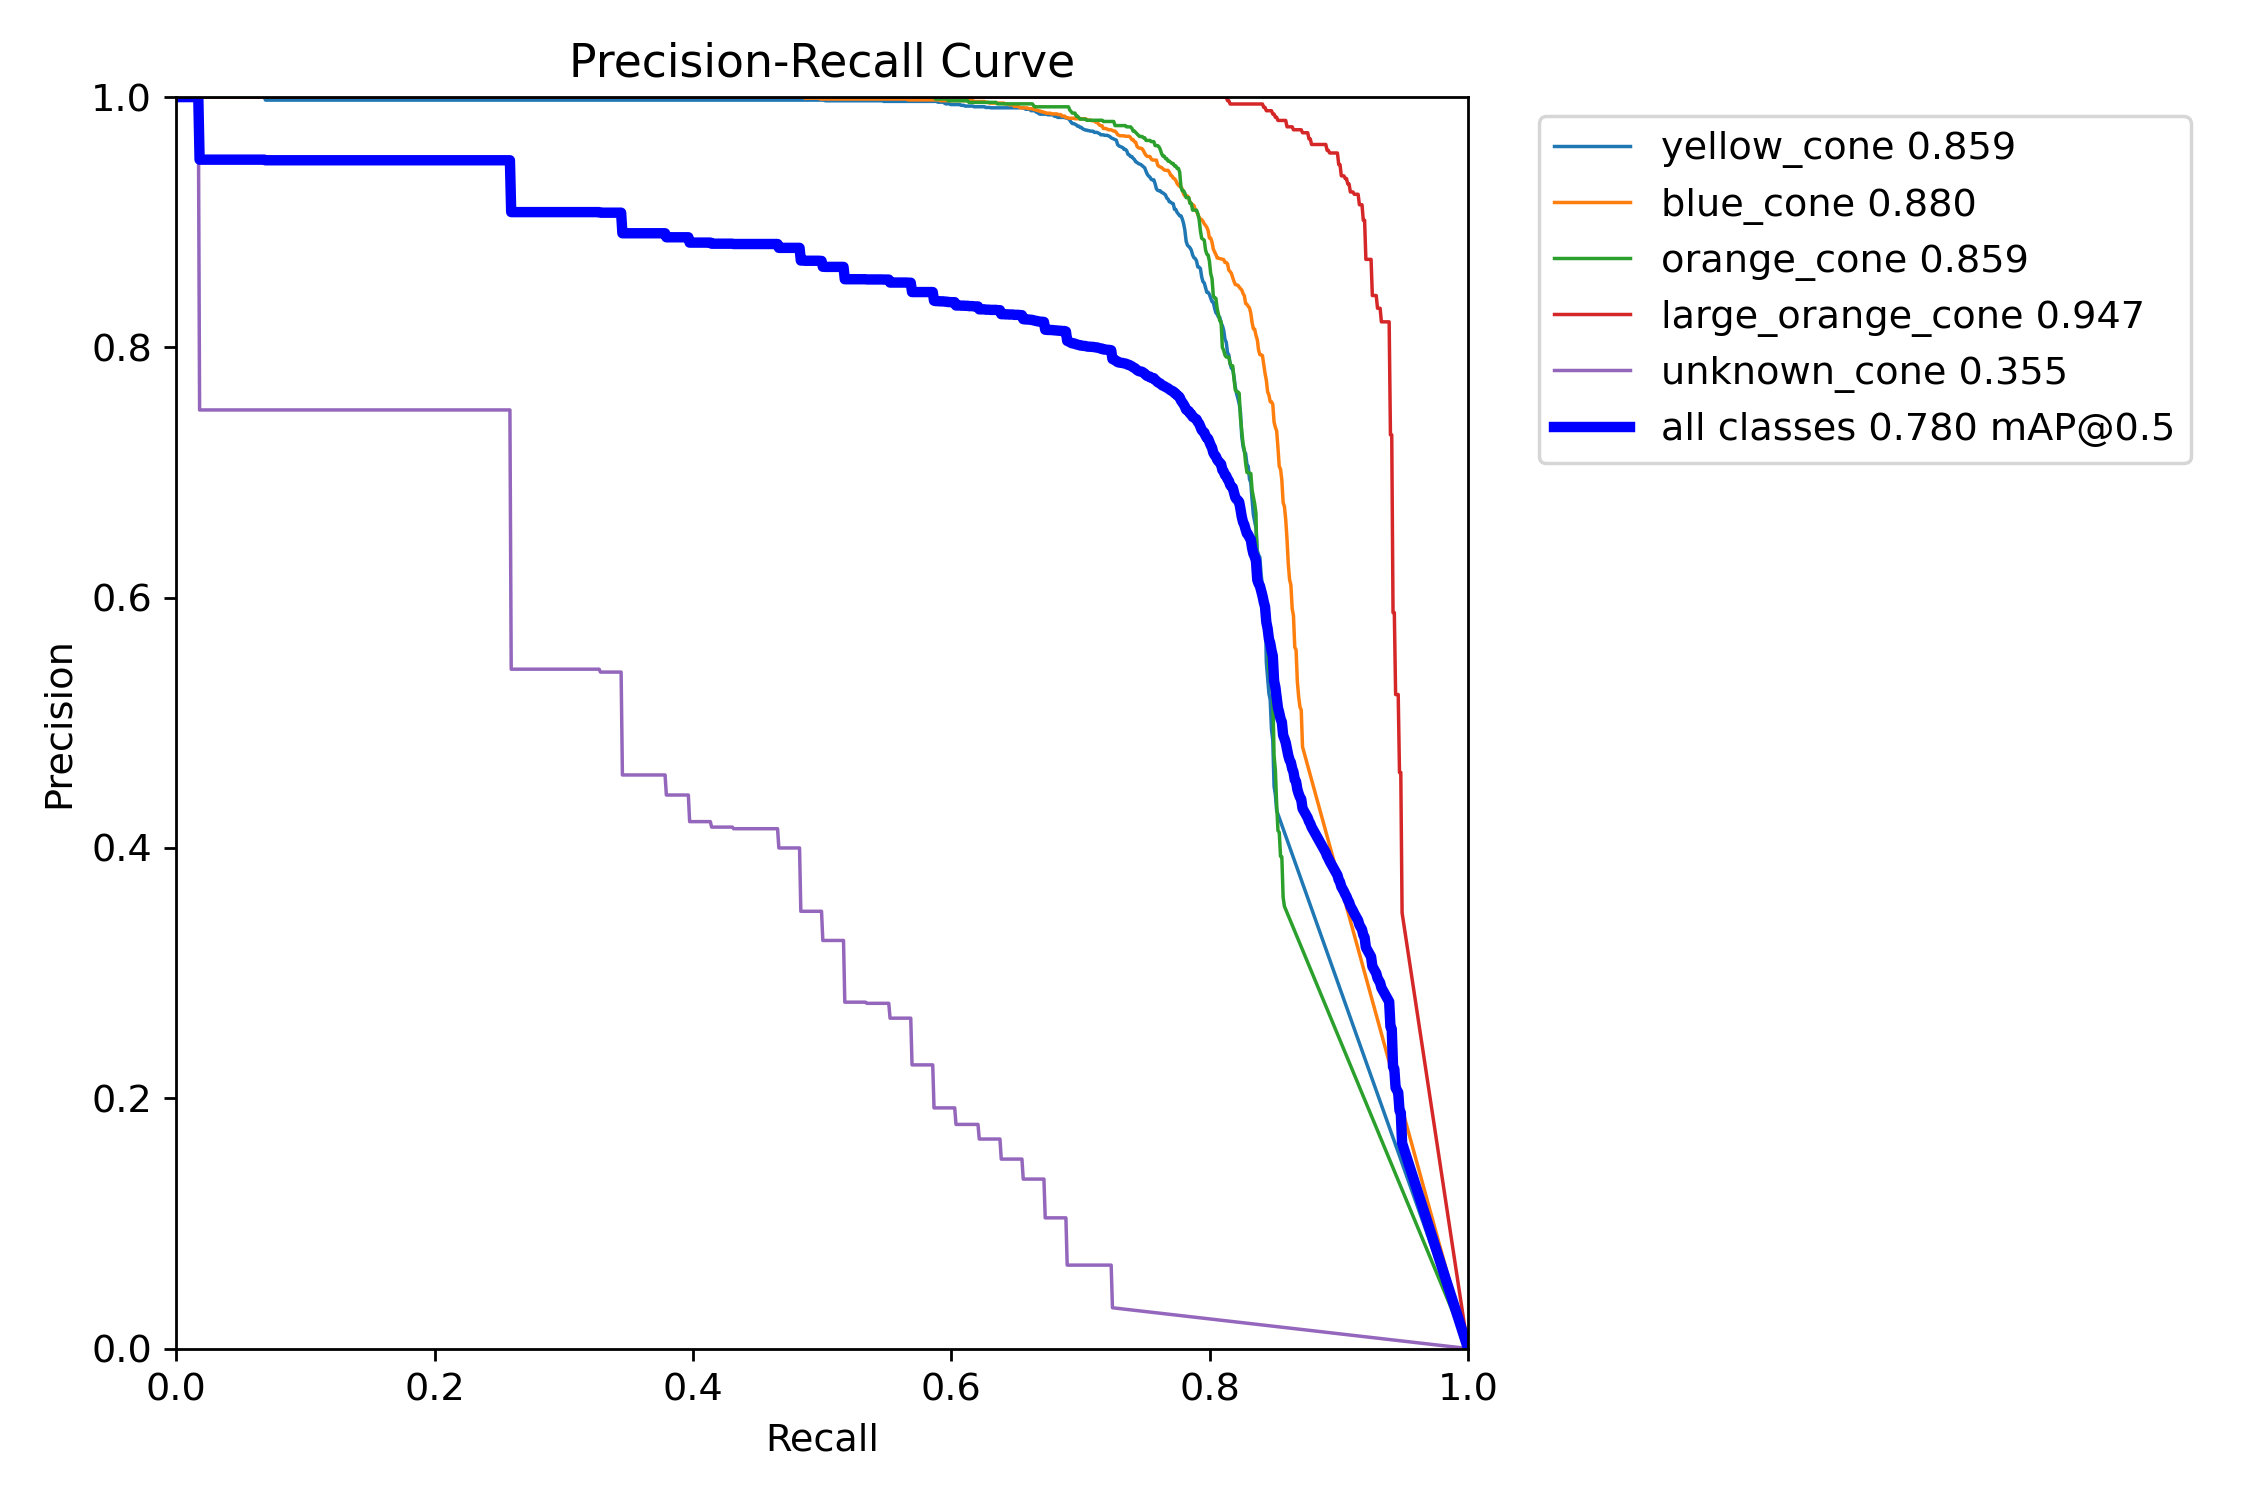 Precision-Recall Curve
1.0
0.8
0.6
0.4
0.2
0.0
Precision
0.0 0.2 0.4 0.6 0.8 1.0
Recall
yellow_cone 0.859
blue_cone 0.880
orange_cone 0.859
large_orange_cone 0.947
unknown_cone 0.355
all classes 0.780 mAP@0.5